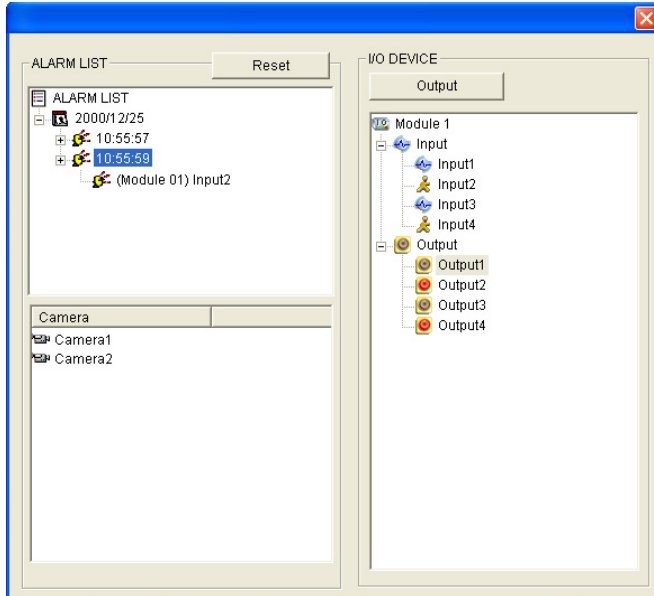 ALARM LIST
Reset
ALARM LIST
2000/12/25
10:55:57
10:55:59
(Module 01) Input2
Camera
Camera1
Camera2
I/O DEVICE
Output
Module 1
Input
Input1
Input2
Input3
Input4
Output
Output1
Output2
Output3
Output4